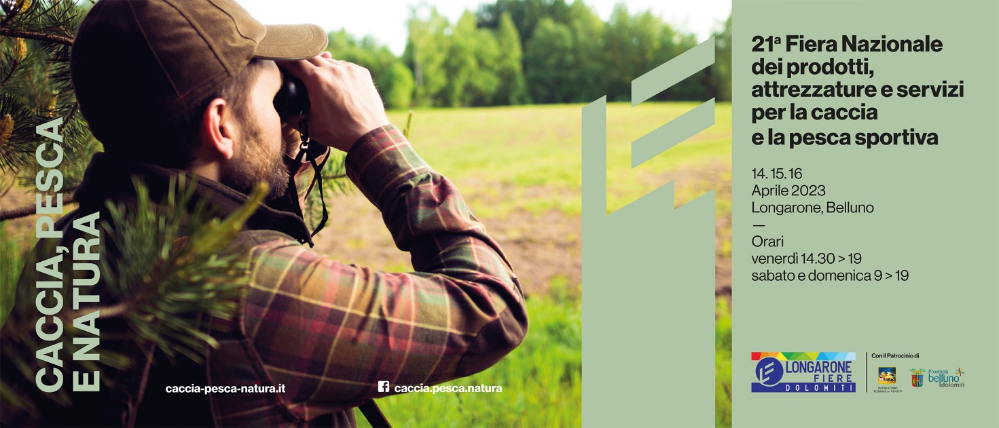 CACCIA, PESCA
E NATURA
caccia-pesca-natura.it
caccia.pesca.natura
21ª Fiera Nazionale
dei prodotti,
attrezzature e servizi
per la caccia
e la pesca sportiva
14. 15. 16
Aprile 2023
Longarone, Belluno
—
Orari
venerdì 14.30 > 19
sabato e domenica 9 > 19
LONGARONE
FIERE
DOLOMITI
Con il Patrocinio di
PATROCINIO
REGIONE DEL VENETO
Provincia
belluno
dolomiti